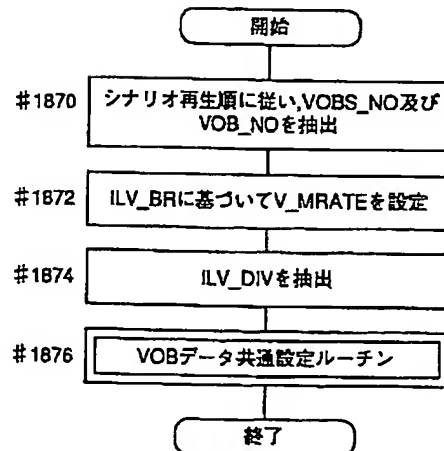 開始
#1870 シナリオ再生順に従い,VOBS_NO及び
VOB_NOを抽出
#1872 ILV_BRに基づいてV_MRATEを設定
#1874 ILV_DIVを抽出
#1876 VOBデータ共通設定ルーチン
終了